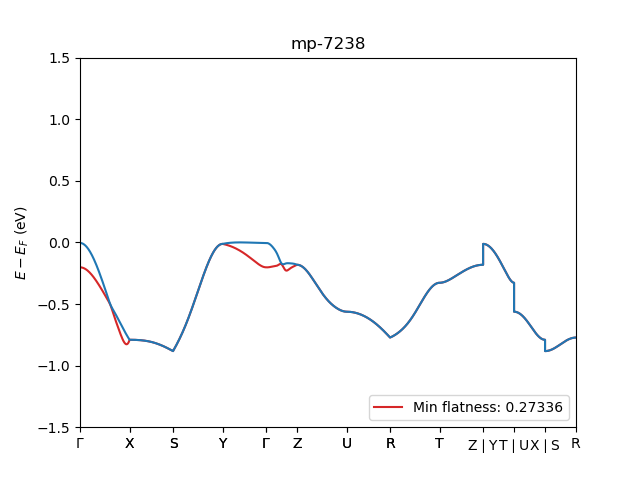 mp-7238
1.5
1.0
0.5
0.0
−0.5
−1.0
−1.5
E − E_F (eV)
Min flatness: 0.27336
Γ X S Y Γ Z U R T Z | Y T | U X | S R